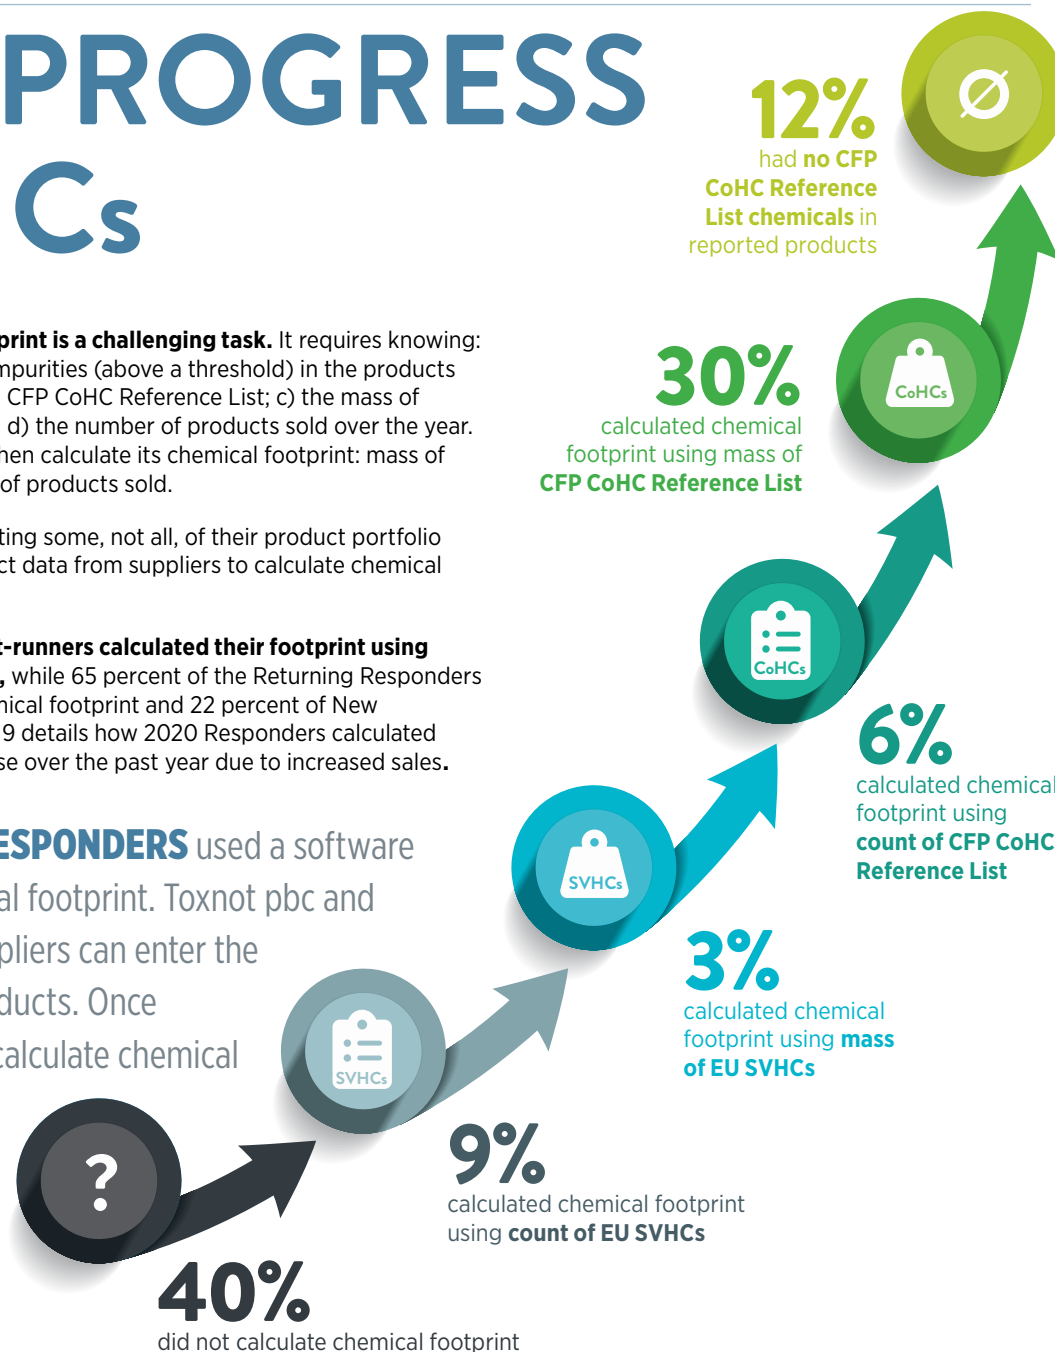 PROGRESS
Cs
12%
had no CFP
CoHC Reference
List chemicals in
reported products
print is a challenging task. It requires knowing:
mpurities (above a threshold) in the products
CFP CoHC Reference List; c) the mass of
d) the number of products sold over the year.
hen calculate its chemical footprint: mass of
of products sold.
ting some, not all, of their product portfolio
ct data from suppliers to calculate chemical
t-runners calculated their footprint using
, while 65 percent of the Returning Responders
mical footprint and 22 percent of New
9 details how 2020 Responders calculated
se over the past year due to increased sales.
30%
calculated chemical
footprint using mass of
CFP CoHC Reference List
CoHCs
CoHCs
6%
calculated chemical
footprint using
count of CFP CoHC
Reference List
ESPONDERS used a software
al footprint. Toxnot pbc and
pliers can enter the
ducts. Once
calculate chemical
SVHCs
3%
calculated chemical
footprint using mass
of EU SVHCs
SVHCs
9%
calculated chemical footprint
using count of EU SVHCs
?
40%
did not calculate chemical footprint